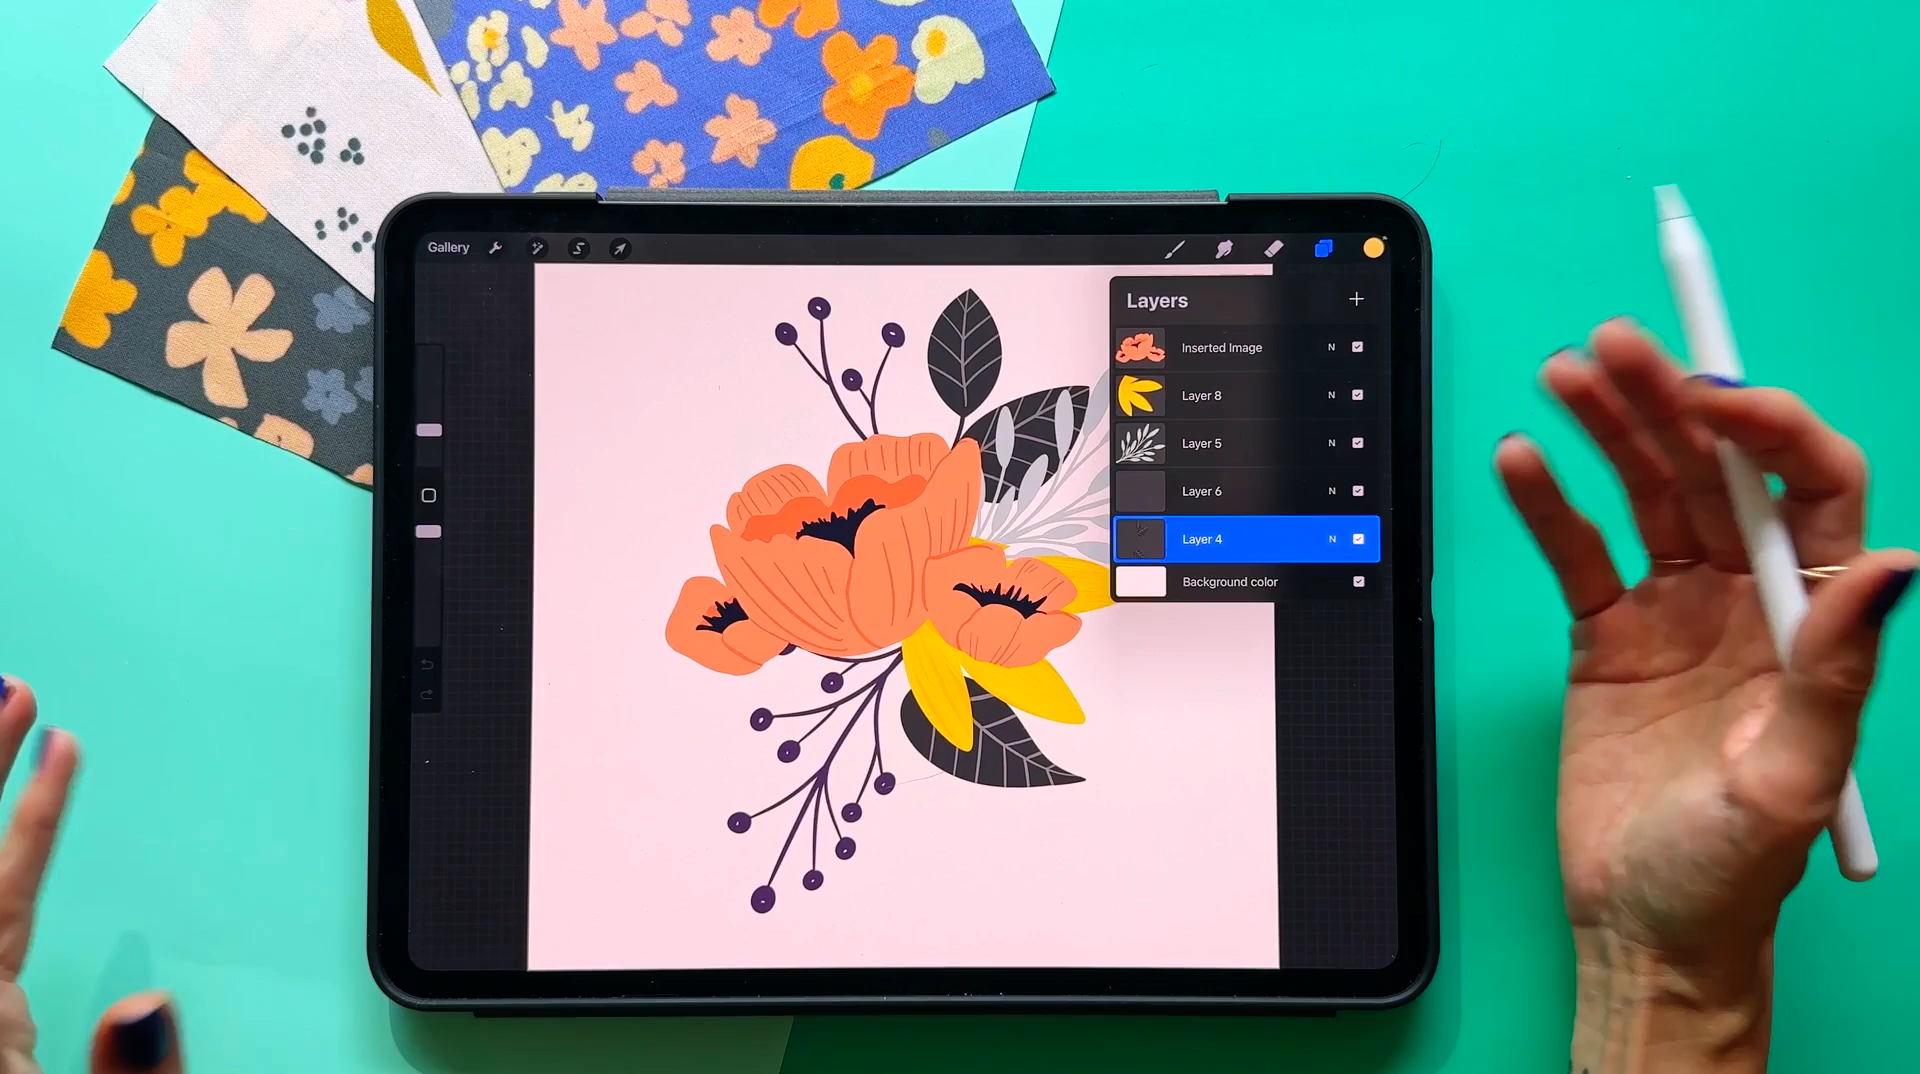 Gallery
Layers
Inserted Image N
Layer 8 N
Layer 5 N
Layer 6 N
Layer 4 N
Background color